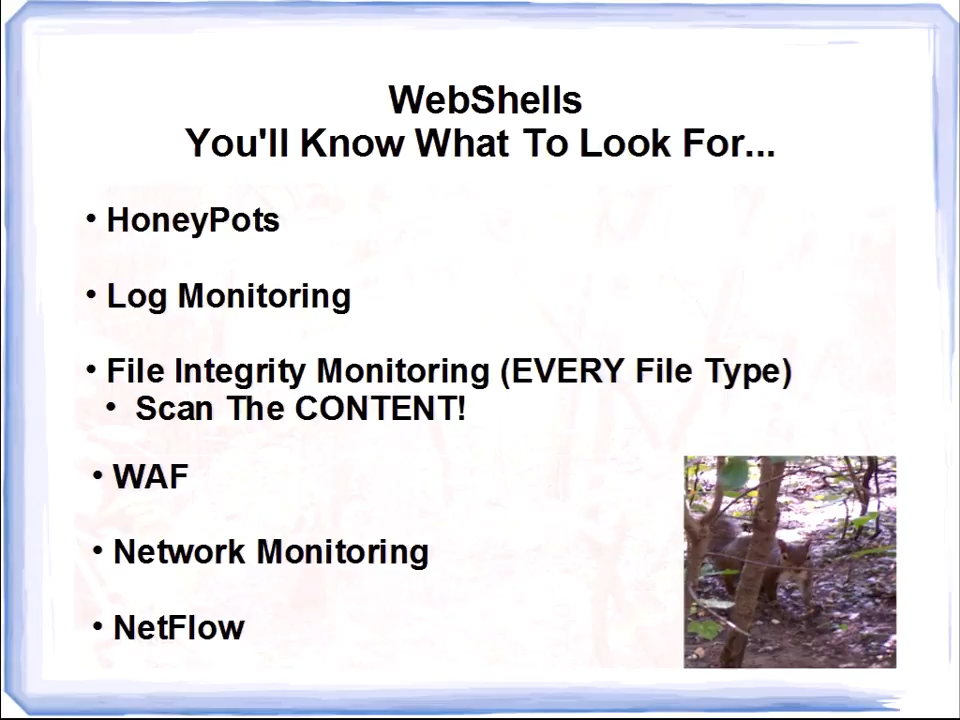 WebShells
You'll Know What To Look For...
• HoneyPots
• Log Monitoring
• File Integrity Monitoring (EVERY File Type)
• Scan The CONTENT!
• WAF
• Network Monitoring
• NetFlow